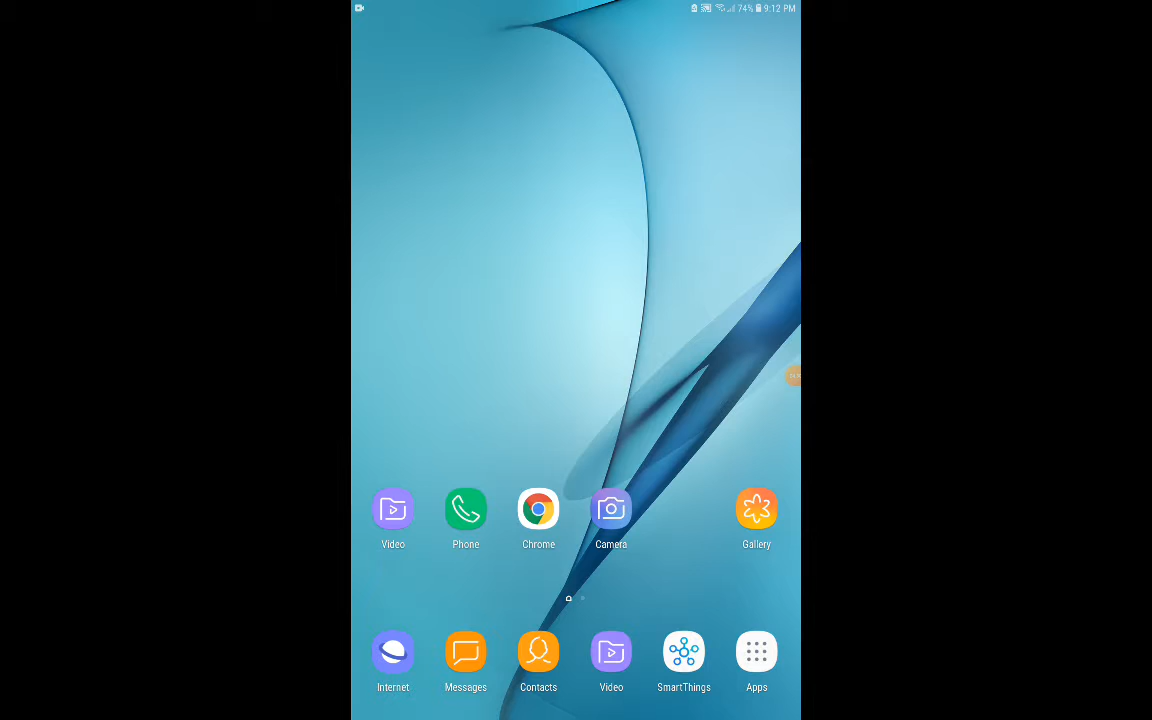 74% 9:12 PM
Video Phone Chrome Camera Gallery
Internet Messages Contacts Video SmartThings Apps